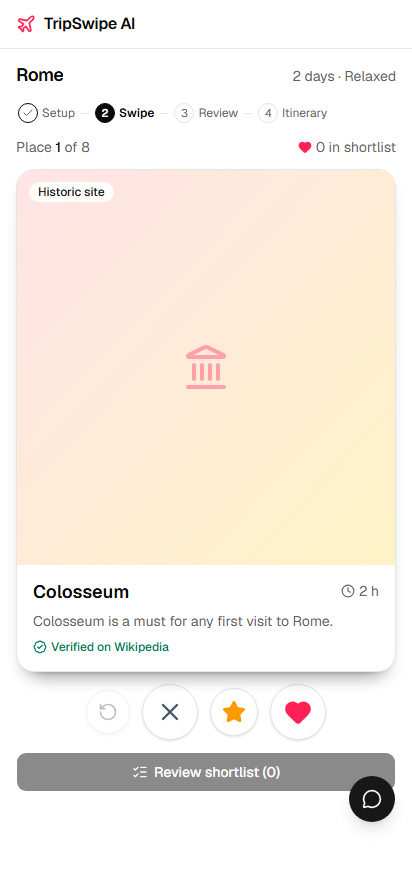 TripSwipe AI
Rome
2 days · Relaxed
Setup
2 Swipe
3 Review
4 Itinerary
Place 1 of 8
0 in shortlist
Historic site
Colosseum
2 h
Colosseum is a must for any first visit to Rome.
Verified on Wikipedia
Review shortlist (0)